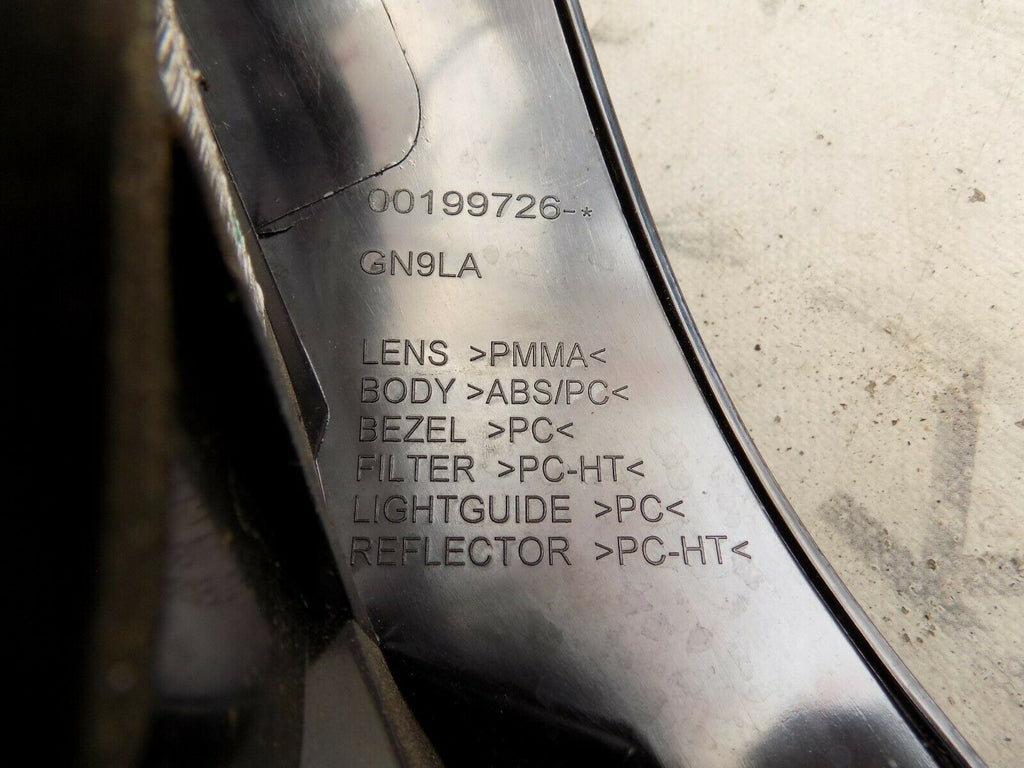 00199726-*
GN9LA
LENS >PMMA<
BODY >ABS/PC<
BEZEL >PC<
FILTER >PC-HT<
LIGHTGUIDE >PC<
REFLECTOR >PC-HT<